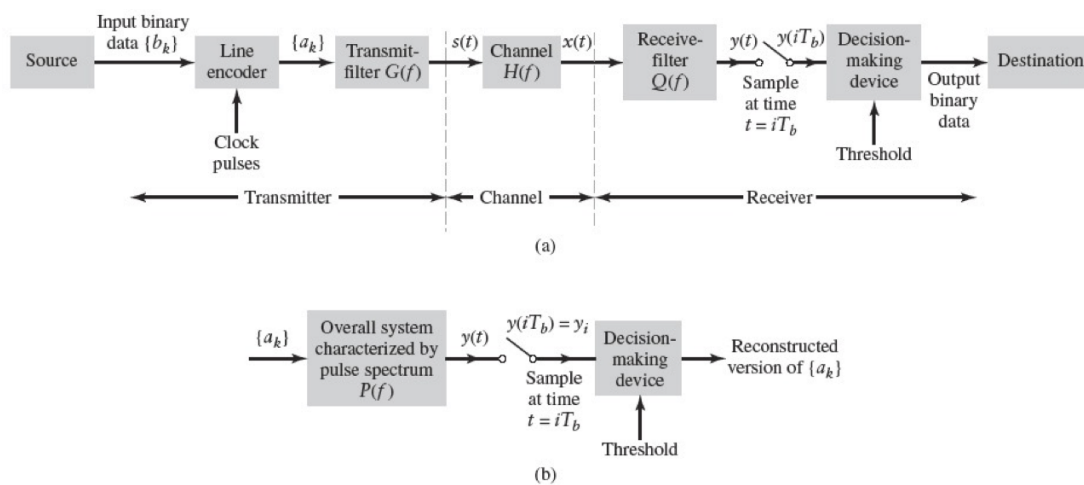 Source
Input binary
data {b_k}
Line
encoder
Clock
pulses
{a_k}
Transmit-
filter G(f)
s(t)
Channel
H(f)
x(t)
Receive-
filter
Q(f)
y(t)
y(iT_b)
Sample
at time
t = iT_b
Decision-
making
device
Threshold
Output
binary
data
Destination
Transmitter
Channel
Receiver
(a)
{a_k}
Overall system
characterized by
pulse spectrum
P(f)
y(t)
y(iT_b) = y_i
Sample
at time
t = iT_b
Decision-
making
device
Threshold
Reconstructed
version of {a_k}
(b)